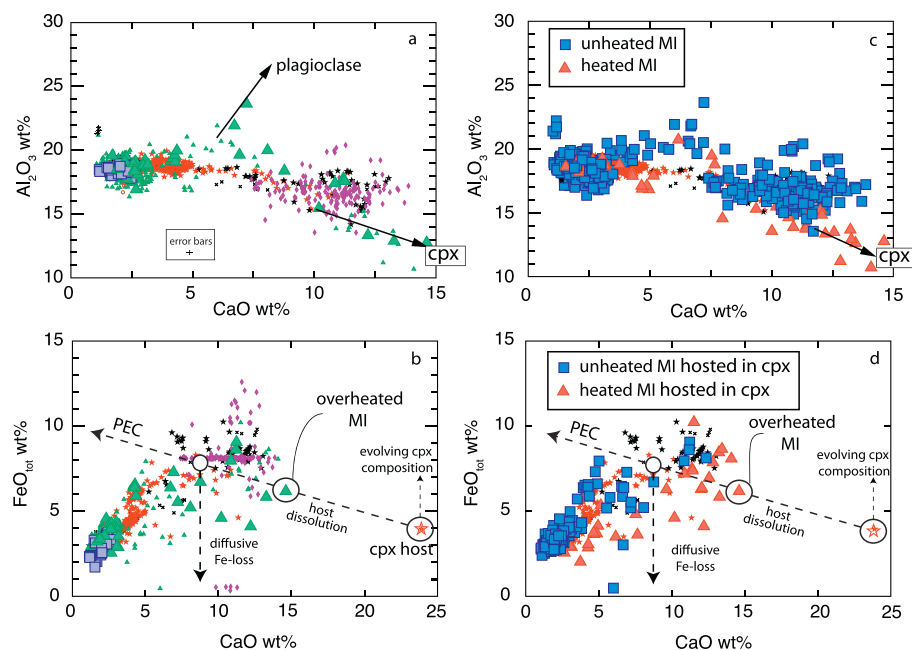 30
25
20
15
10
Al₂O₃ wt%
a
plagioclase
error bars
cpx
0
5
10
15
CaO wt%
30
25
20
15
10
Al₂O₃ wt%
c
unheated MI
heated MI
cpx
0
5
10
15
CaO wt%
15
10
5
0
FeO tot wt%
b
overheated
MI
PEC
evolving cpx
composition
host
dissolution
cpx host
diffusive
Fe-loss
5
10
15
20
25
CaO wt%
15
10
5
0
FeO tot wt%
d
unheated MI hosted in cpx
heated MI hosted in cpx
overheated
MI
PEC
evolving cpx
composition
host
dissolution
diffusive
Fe-loss
0
5
10
15
20
25
CaO wt%